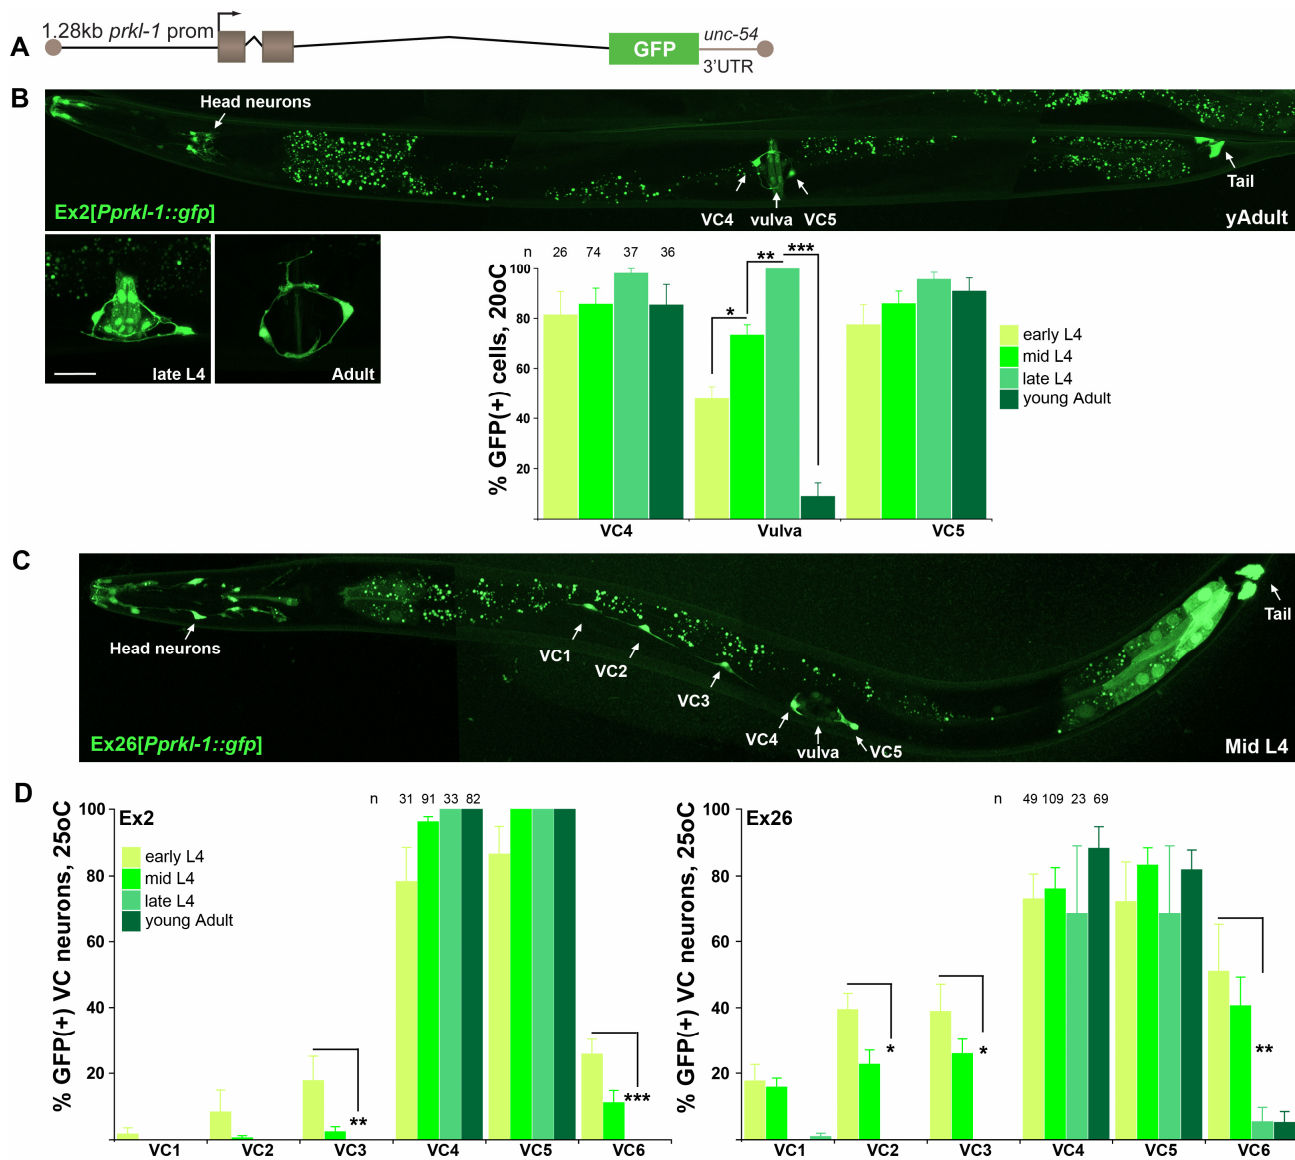 A
1.28kb prkl-1 prom
GFP
unc-54
3'UTR
B
Head neurons
VC4 vulva VC5
Tail
Ex2[Pprkl-1::gfp]
yAdult
late L4
Adult
n 26 74 37 36
% GFP(+) cells, 20oC
100
80
60
40
20
*
**
***
VC4 Vulva VC5
early L4
mid L4
late L4
young Adult
C
Head neurons
VC1
VC2
VC3
VC4
vulva
VC5
Tail
Ex26[Pprkl-1::gfp]
Mid L4
D
% GFP(+) VC neurons, 25oC
Ex2
n 31 91 33 82
100
80
60
40
20
early L4
mid L4
late L4
young Adult
**
***
VC1 VC2 VC3 VC4 VC5 VC6
% GFP(+) VC neurons, 25oC
Ex26
n 49 109 23 69
100
80
60
40
20
*
*
**
VC1 VC2 VC3 VC4 VC5 VC6